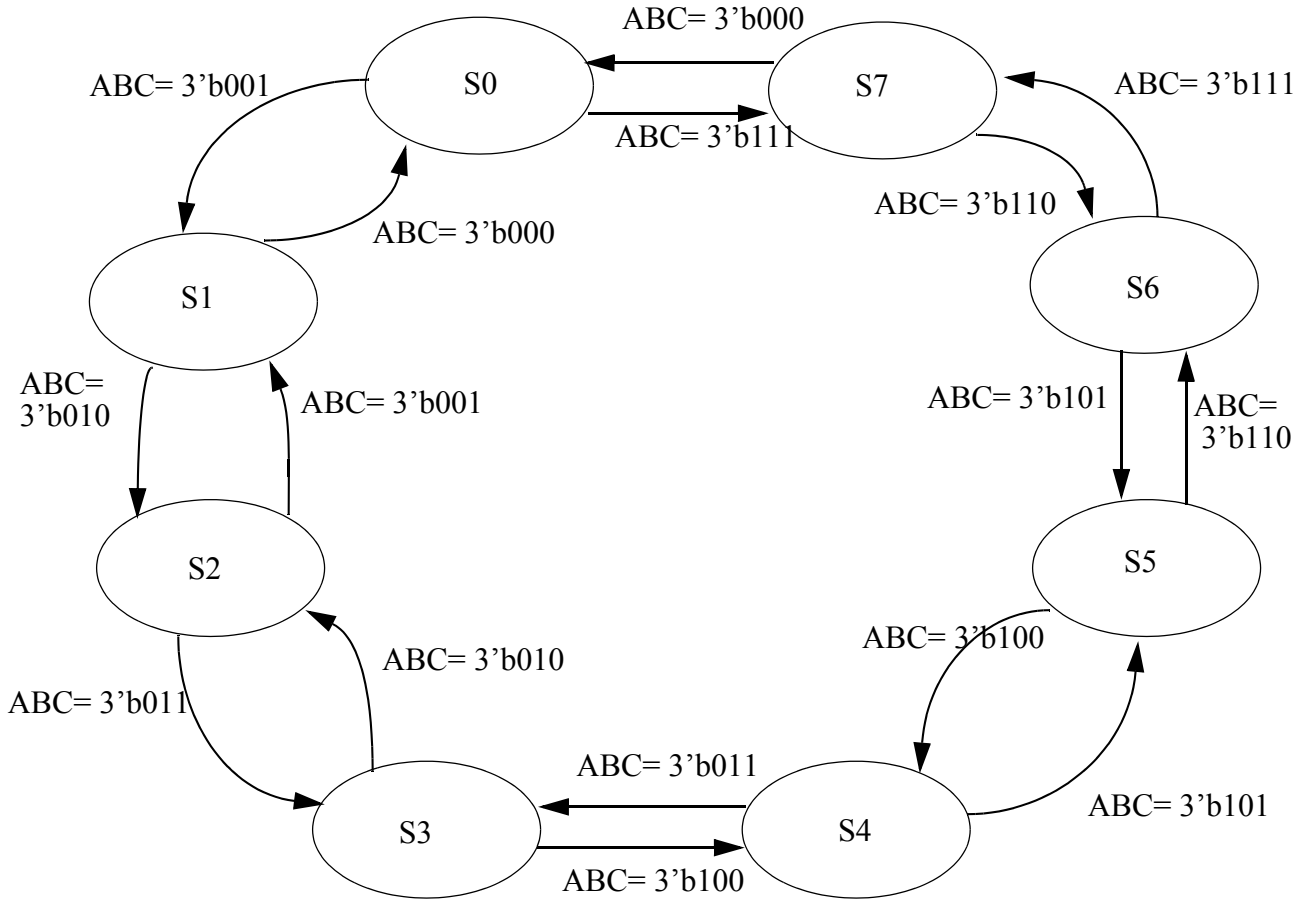 ABC= 3’b000
S0
S7
ABC= 3’b001
ABC= 3’b111
ABC= 3’b111
ABC= 3’b000
ABC= 3’b110
S1
S6
ABC=
3’b010
ABC= 3’b001
ABC= 3’b101
ABC=
3’b110
S2
S5
ABC= 3’b100
ABC= 3’b010
ABC= 3’b011
ABC= 3’b011
ABC= 3’b101
S3
S4
ABC= 3’b100